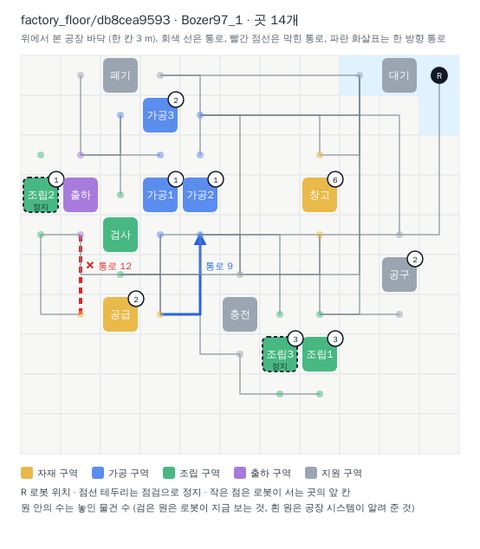 factory_floor/db8cea9593 · Bozer97_1 · 곳 14개
위에서 본 공장 바닥 (한 칸 3 m). 회색 선은 통로, 빨간 점선은 막힌 통로, 파란 화살표는 한 방향 통로
폐기
대기
R
가공3
2
조립2
정지
1
출하
가공1
1
가공2
1
창고
6
검사
✕ 통로 12
통로 9
공구
2
공급
2
충전
조립3
정지
3
조립1
3
자재 구역
가공 구역
조립 구역
출하 구역
지원 구역
R 로봇 위치 · 점선 테두리는 점검으로 정지 · 작은 점은 로봇이 서는 곳의 앞 칸
원 안의 수는 놓인 물건 수 (검은 원은 로봇이 지금 보는 것, 흰 원은 공장 시스템이 알려 준 것)